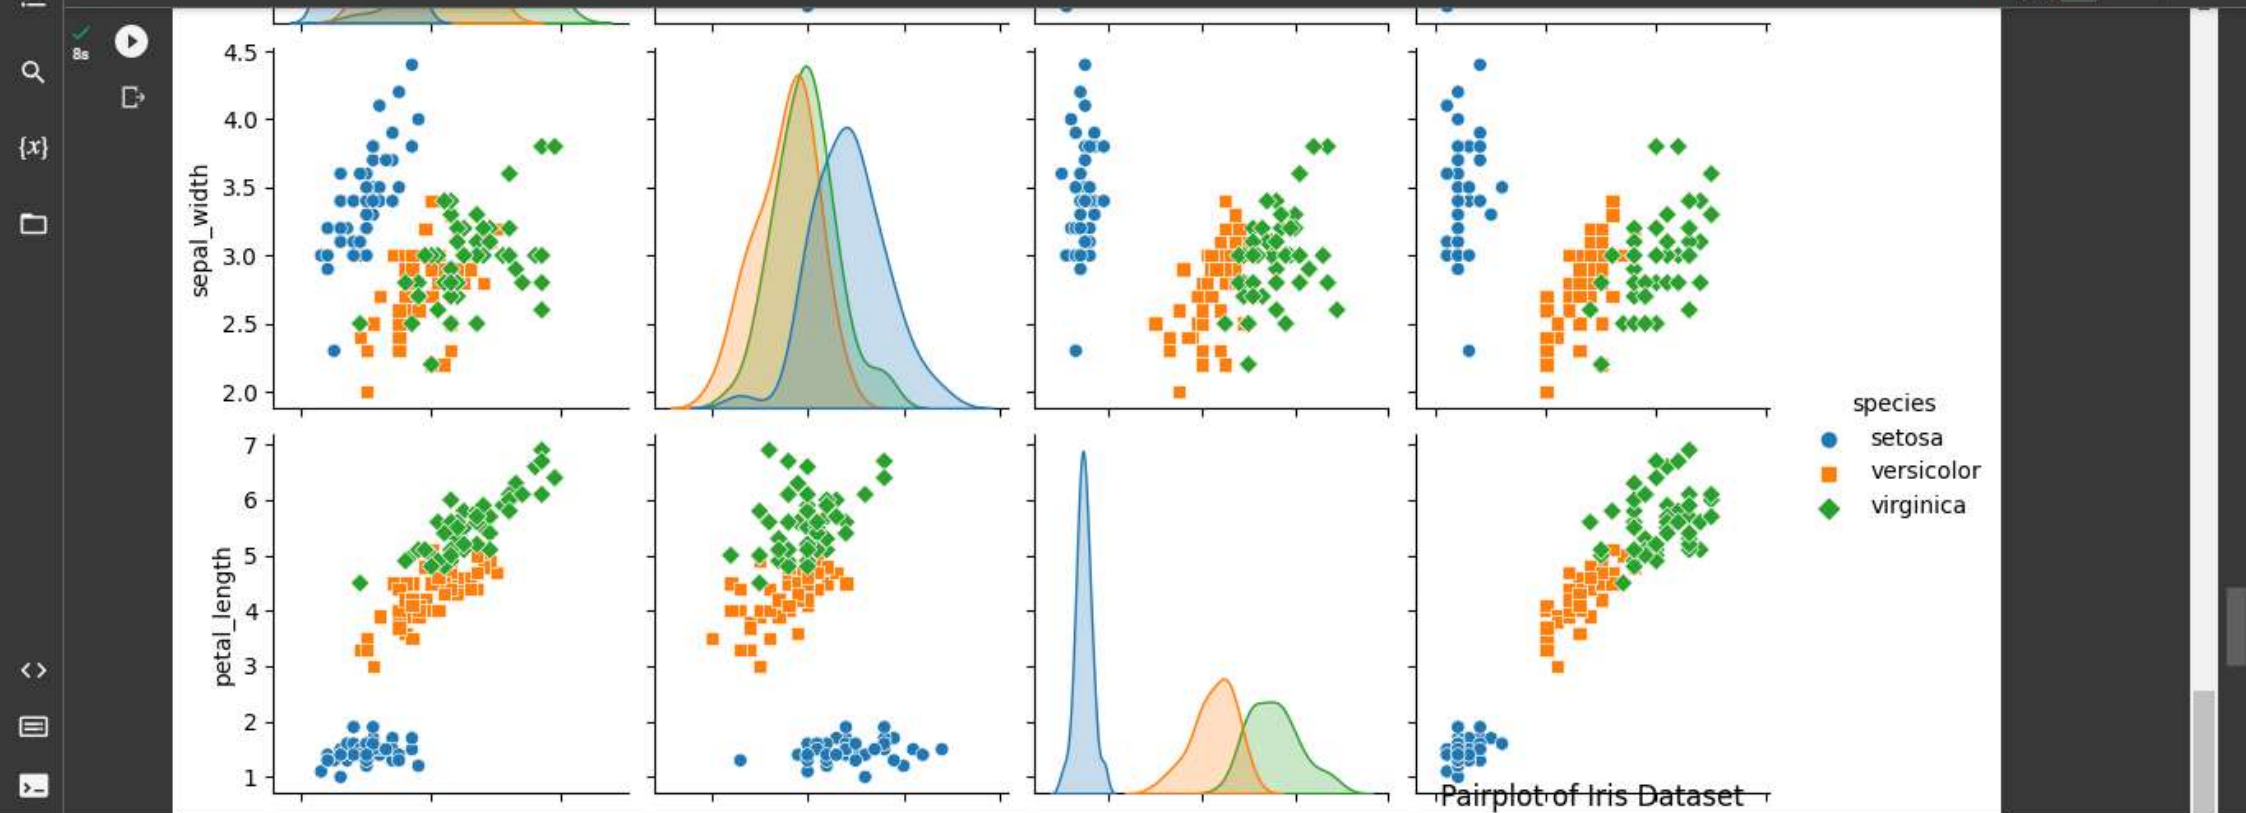 8s
{x}
4.5
4.0
3.5
3.0
2.5
2.0
sepal_width
species
setosa
versicolor
virginica
7
6
5
4
3
2
1
petal_length
Pairplot of Iris Dataset